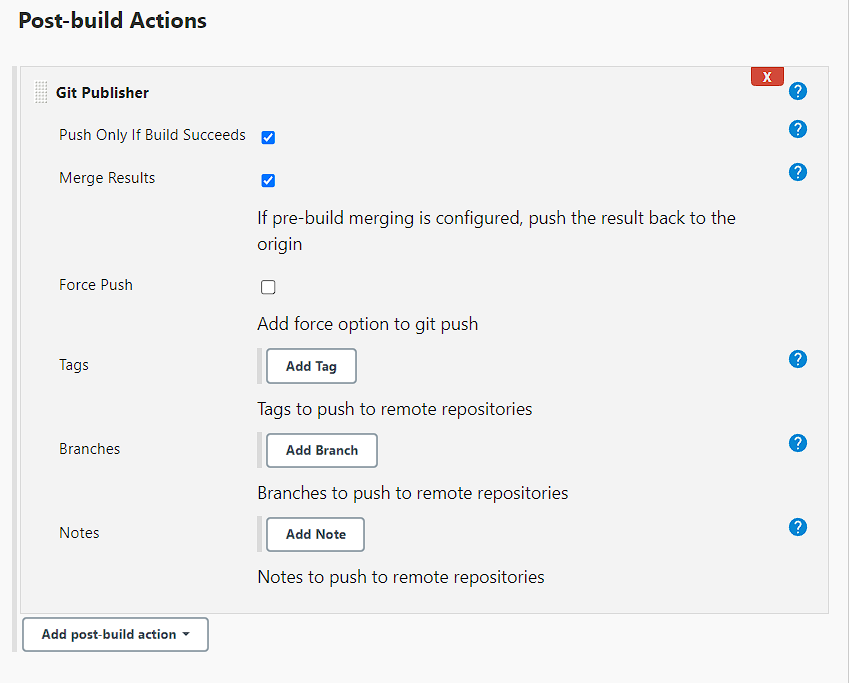 Post-build Actions
X
Git Publisher
?
Push Only If Build Succeeds
?
Merge Results
?
If pre-build merging is configured, push the result back to the
origin
Force Push
Add force option to git push
Tags
Add Tag
?
Tags to push to remote repositories
Branches
Add Branch
?
Branches to push to remote repositories
Notes
Add Note
?
Notes to push to remote repositories
Add post-build action